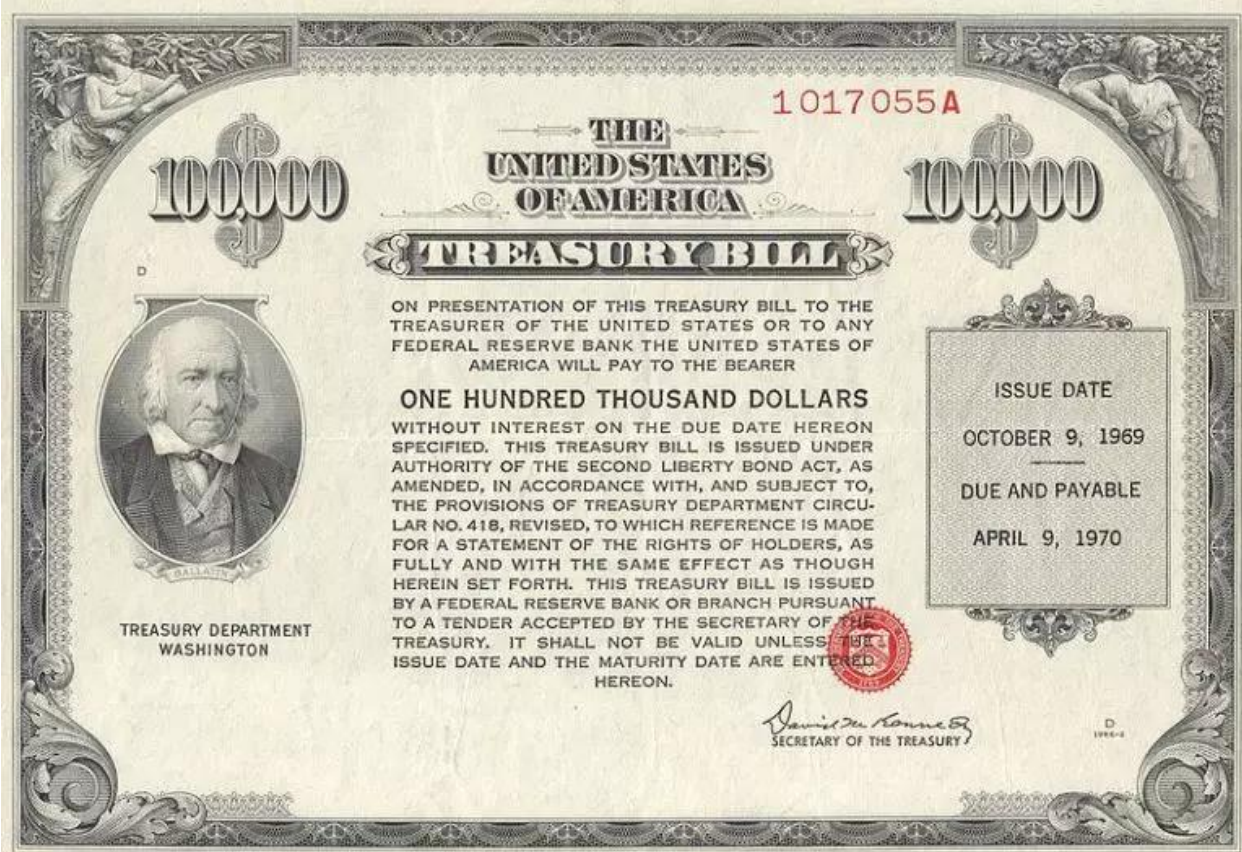 1017055A
THE
UNITED STATES
OF AMERICA
100,000
100,000
TREASURY BILL
D
ON PRESENTATION OF THIS TREASURY BILL TO THE
TREASURER OF THE UNITED STATES OR TO ANY
FEDERAL RESERVE BANK THE UNITED STATES OF
AMERICA WILL PAY TO THE BEARER
ONE HUNDRED THOUSAND DOLLARS
WITHOUT INTEREST ON THE DUE DATE HEREON
SPECIFIED. THIS TREASURY BILL IS ISSUED UNDER
AUTHORITY OF THE SECOND LIBERTY BOND ACT, AS
AMENDED, IN ACCORDANCE WITH, AND SUBJECT TO,
THE PROVISIONS OF TREASURY DEPARTMENT CIRCU-
LAR NO. 418, REVISED, TO WHICH REFERENCE IS MADE
FOR A STATEMENT OF THE RIGHTS OF HOLDERS, AS
FULLY AND WITH THE SAME EFFECT AS THOUGH
HEREIN SET FORTH. THIS TREASURY BILL IS ISSUED
BY A FEDERAL RESERVE BANK OR BRANCH PURSUANT
TO A TENDER ACCEPTED BY THE SECRETARY OF THE
TREASURY. IT SHALL NOT BE VALID UNLESS THE
ISSUE DATE AND THE MATURITY DATE ARE ENTERED
HEREON.
GALLATIN
TREASURY DEPARTMENT
WASHINGTON
ISSUE DATE
OCTOBER 9, 1969
DUE AND PAYABLE
APRIL 9, 1970
SECRETARY OF THE TREASURY
D